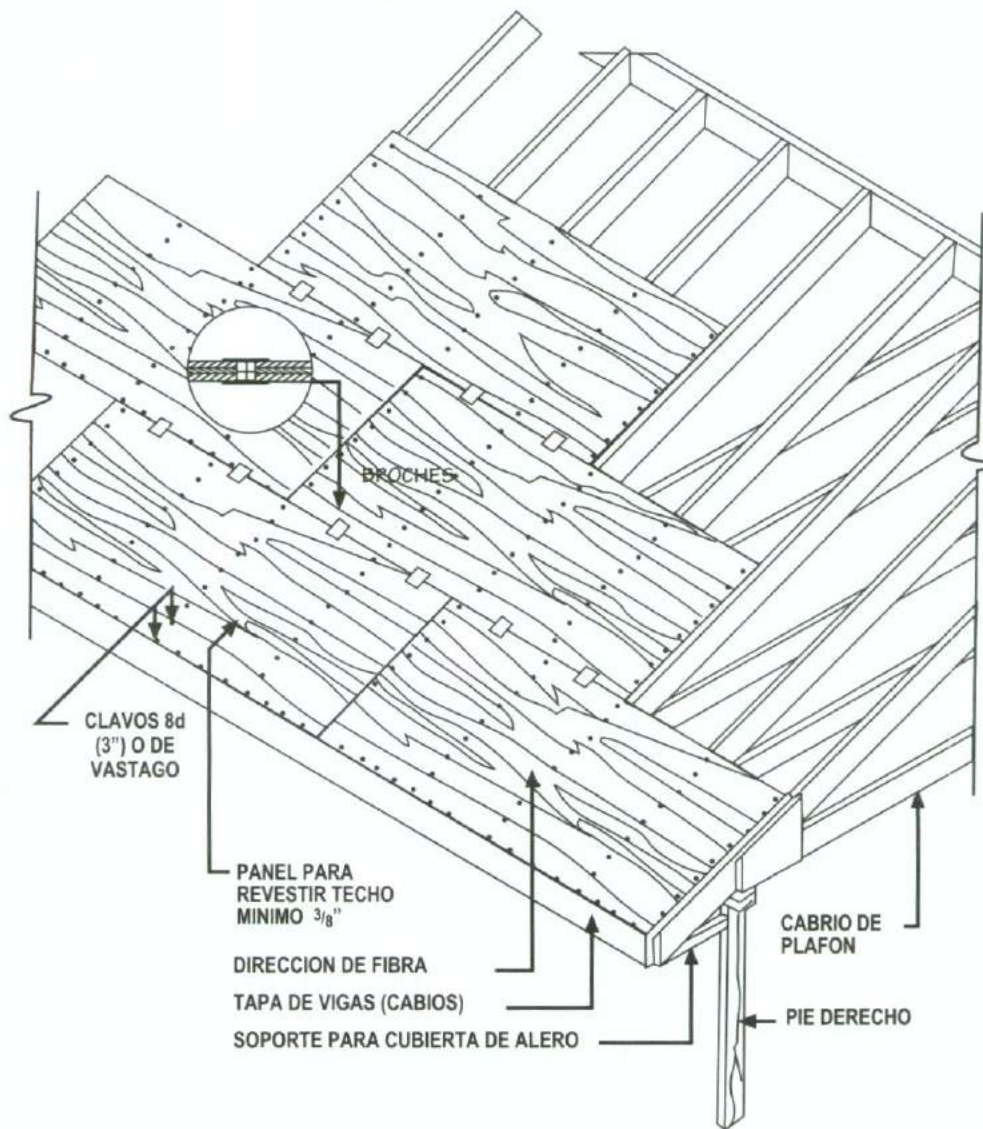 BROCHES
CLAVOS 8d
(3") O DE
VASTAGO
PANEL PARA
REVESTIR TECHO
MINIMO 3/8"
DIRECCION DE FIBRA
TAPA DE VIGAS (CABIOS)
SOPORTE PARA CUBIERTA DE ALERO
CABRIO DE
PLAFON
PIE DERECHO